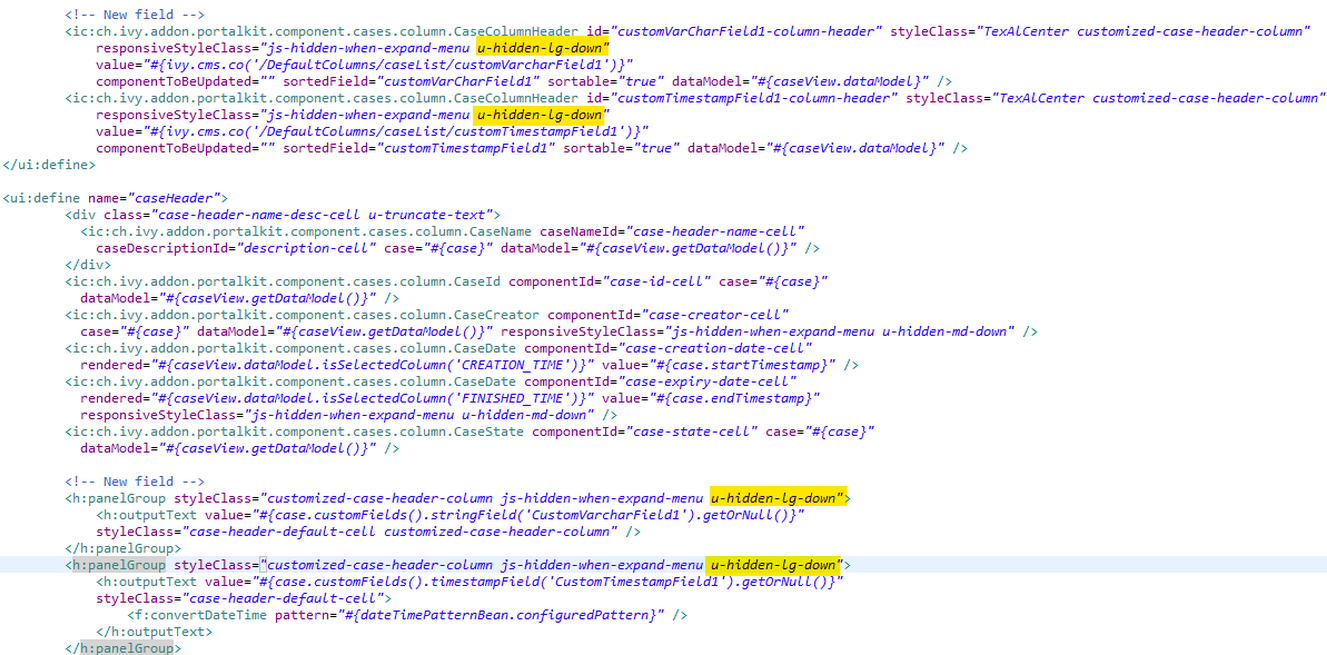 <!-- New field -->
<ic:ch.ivy.addon.portalkit.component.cases.column.CaseColumnHeader id="customVarCharField1-column-header" styleClass="TexAlCenter customized-case-header-column"
responsiveStyleClass="js-hidden-when-expand-menu u-hidden-lg-down"
value="#{ivy.cms.co('/DefaultColumns/caseList/customVarcharField1')}"
componentToBeUpdated="" sortedField="customVarCharField1" sortable="true" dataModel="#{caseView.dataModel}" />
<ic:ch.ivy.addon.portalkit.component.cases.column.CaseColumnHeader id="customTimestampField1-column-header" styleClass="TexAlCenter customized-case-header-column"
responsiveStyleClass="js-hidden-when-expand-menu u-hidden-lg-down"
value="#{ivy.cms.co('/DefaultColumns/caseList/customTimestampField1')}"
componentToBeUpdated="" sortedField="customTimestampField1" sortable="true" dataModel="#{caseView.dataModel}" />
</ui:define>
<ui:define name="caseHeader">
<div class="case-header-name-desc-cell u-truncate-text">
<ic:ch.ivy.addon.portalkit.component.cases.column.CaseName caseNameId="case-header-name-cell"
caseDescriptionId="description-cell" case="#{case}" dataModel="#{caseView.getDataModel()}" />
</div>
<ic:ch.ivy.addon.portalkit.component.cases.column.CaseId componentId="case-id-cell" case="#{case}"
dataModel="#{caseView.getDataModel()}" />
<ic:ch.ivy.addon.portalkit.component.cases.column.CaseCreator componentId="case-creator-cell"
case="#{case}" dataModel="#{caseView.getDataModel()}" responsiveStyleClass="js-hidden-when-expand-menu u-hidden-md-down" />
<ic:ch.ivy.addon.portalkit.component.cases.column.CaseDate componentId="case-creation-date-cell"
rendered="#{caseView.dataModel.isSelectedColumn('CREATION_TIME')}" value="#{case.startTimestamp}" />
<ic:ch.ivy.addon.portalkit.component.cases.column.CaseDate componentId="case-expiry-date-cell"
rendered="#{caseView.dataModel.isSelectedColumn('FINISHED_TIME')}" value="#{case.endTimestamp}"
responsiveStyleClass="js-hidden-when-expand-menu u-hidden-md-down" />
<ic:ch.ivy.addon.portalkit.component.cases.column.CaseState componentId="case-state-cell" case="#{case}"
dataModel="#{caseView.getDataModel()}" />
<!-- New field -->
<h:panelGroup styleClass="customized-case-header-column js-hidden-when-expand-menu u-hidden-lg-down">
<h:outputText value="#{case.customFields().stringField('CustomVarcharField1').getOrNull()}"
styleClass="case-header-default-cell customized-case-header-column" />
</h:panelGroup>
<h:panelGroup styleClass="customized-case-header-column js-hidden-when-expand-menu u-hidden-lg-down">
<h:outputText value="#{case.customFields().timestampField('CustomTimestampField1').getOrNull()}"
styleClass="case-header-default-cell">
<f:convertDateTime pattern="#{dateTimePatternBean.configuredPattern}" />
</h:outputText>
</h:panelGroup>